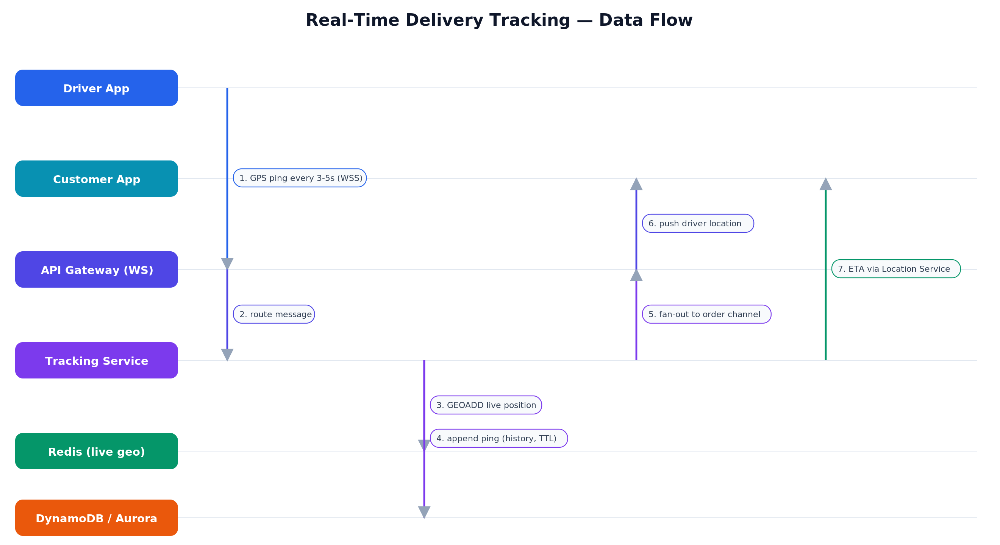 Real-Time Delivery Tracking — Data Flow
Driver App
Customer App
1. GPS ping every 3-5s (WSS)
6. push driver location
API Gateway (WS)
7. ETA via Location Service
2. route message
5. fan-out to order channel
Tracking Service
3. GEOADD live position
4. append ping (history, TTL)
Redis (live geo)
DynamoDB / Aurora